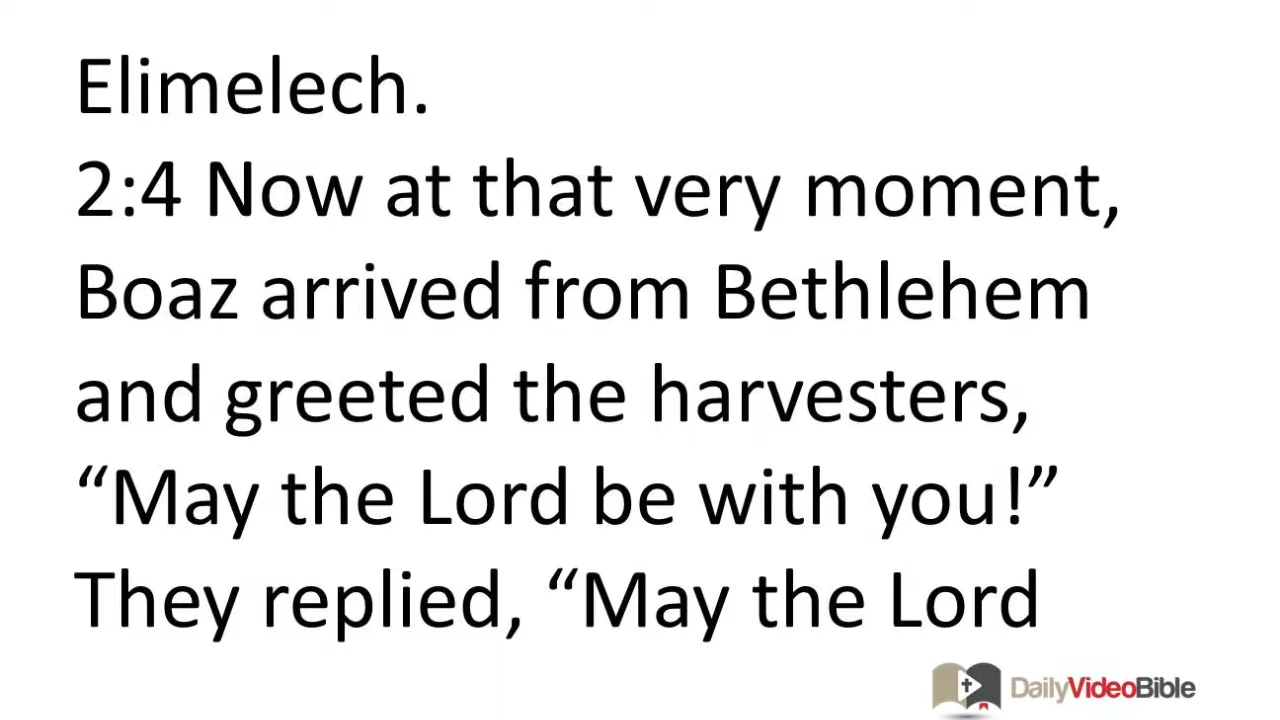 Elimelech.
2:4 Now at that very moment,
Boaz arrived from Bethlehem
and greeted the harvesters,
“May the Lord be with you!”
They replied, “May the Lord
DailyVideoBible